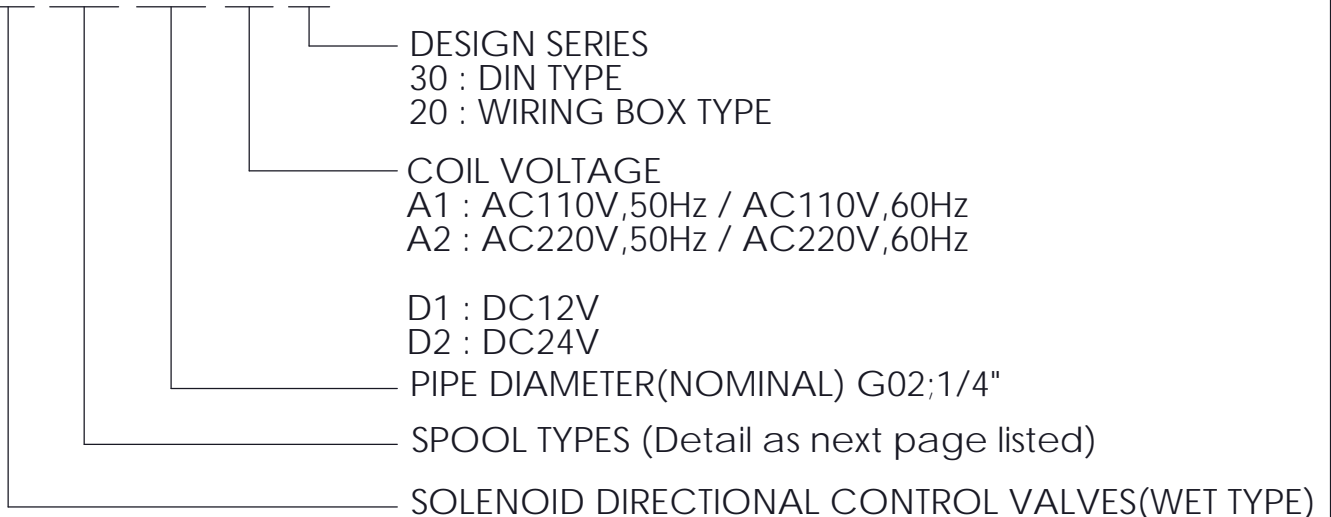 DESIGN SERIES
30 : DIN TYPE
20 : WIRING BOX TYPE
COIL VOLTAGE
A1 : AC110V,50Hz / AC110V,60Hz
A2 : AC220V,50Hz / AC220V,60Hz
D1 : DC12V
D2 : DC24V
PIPE DIAMETER(NOMINAL) G02;1/4"
SPOOL TYPES (Detail as next page listed)
SOLENOID DIRECTIONAL CONTROL VALVES(WET TYPE)